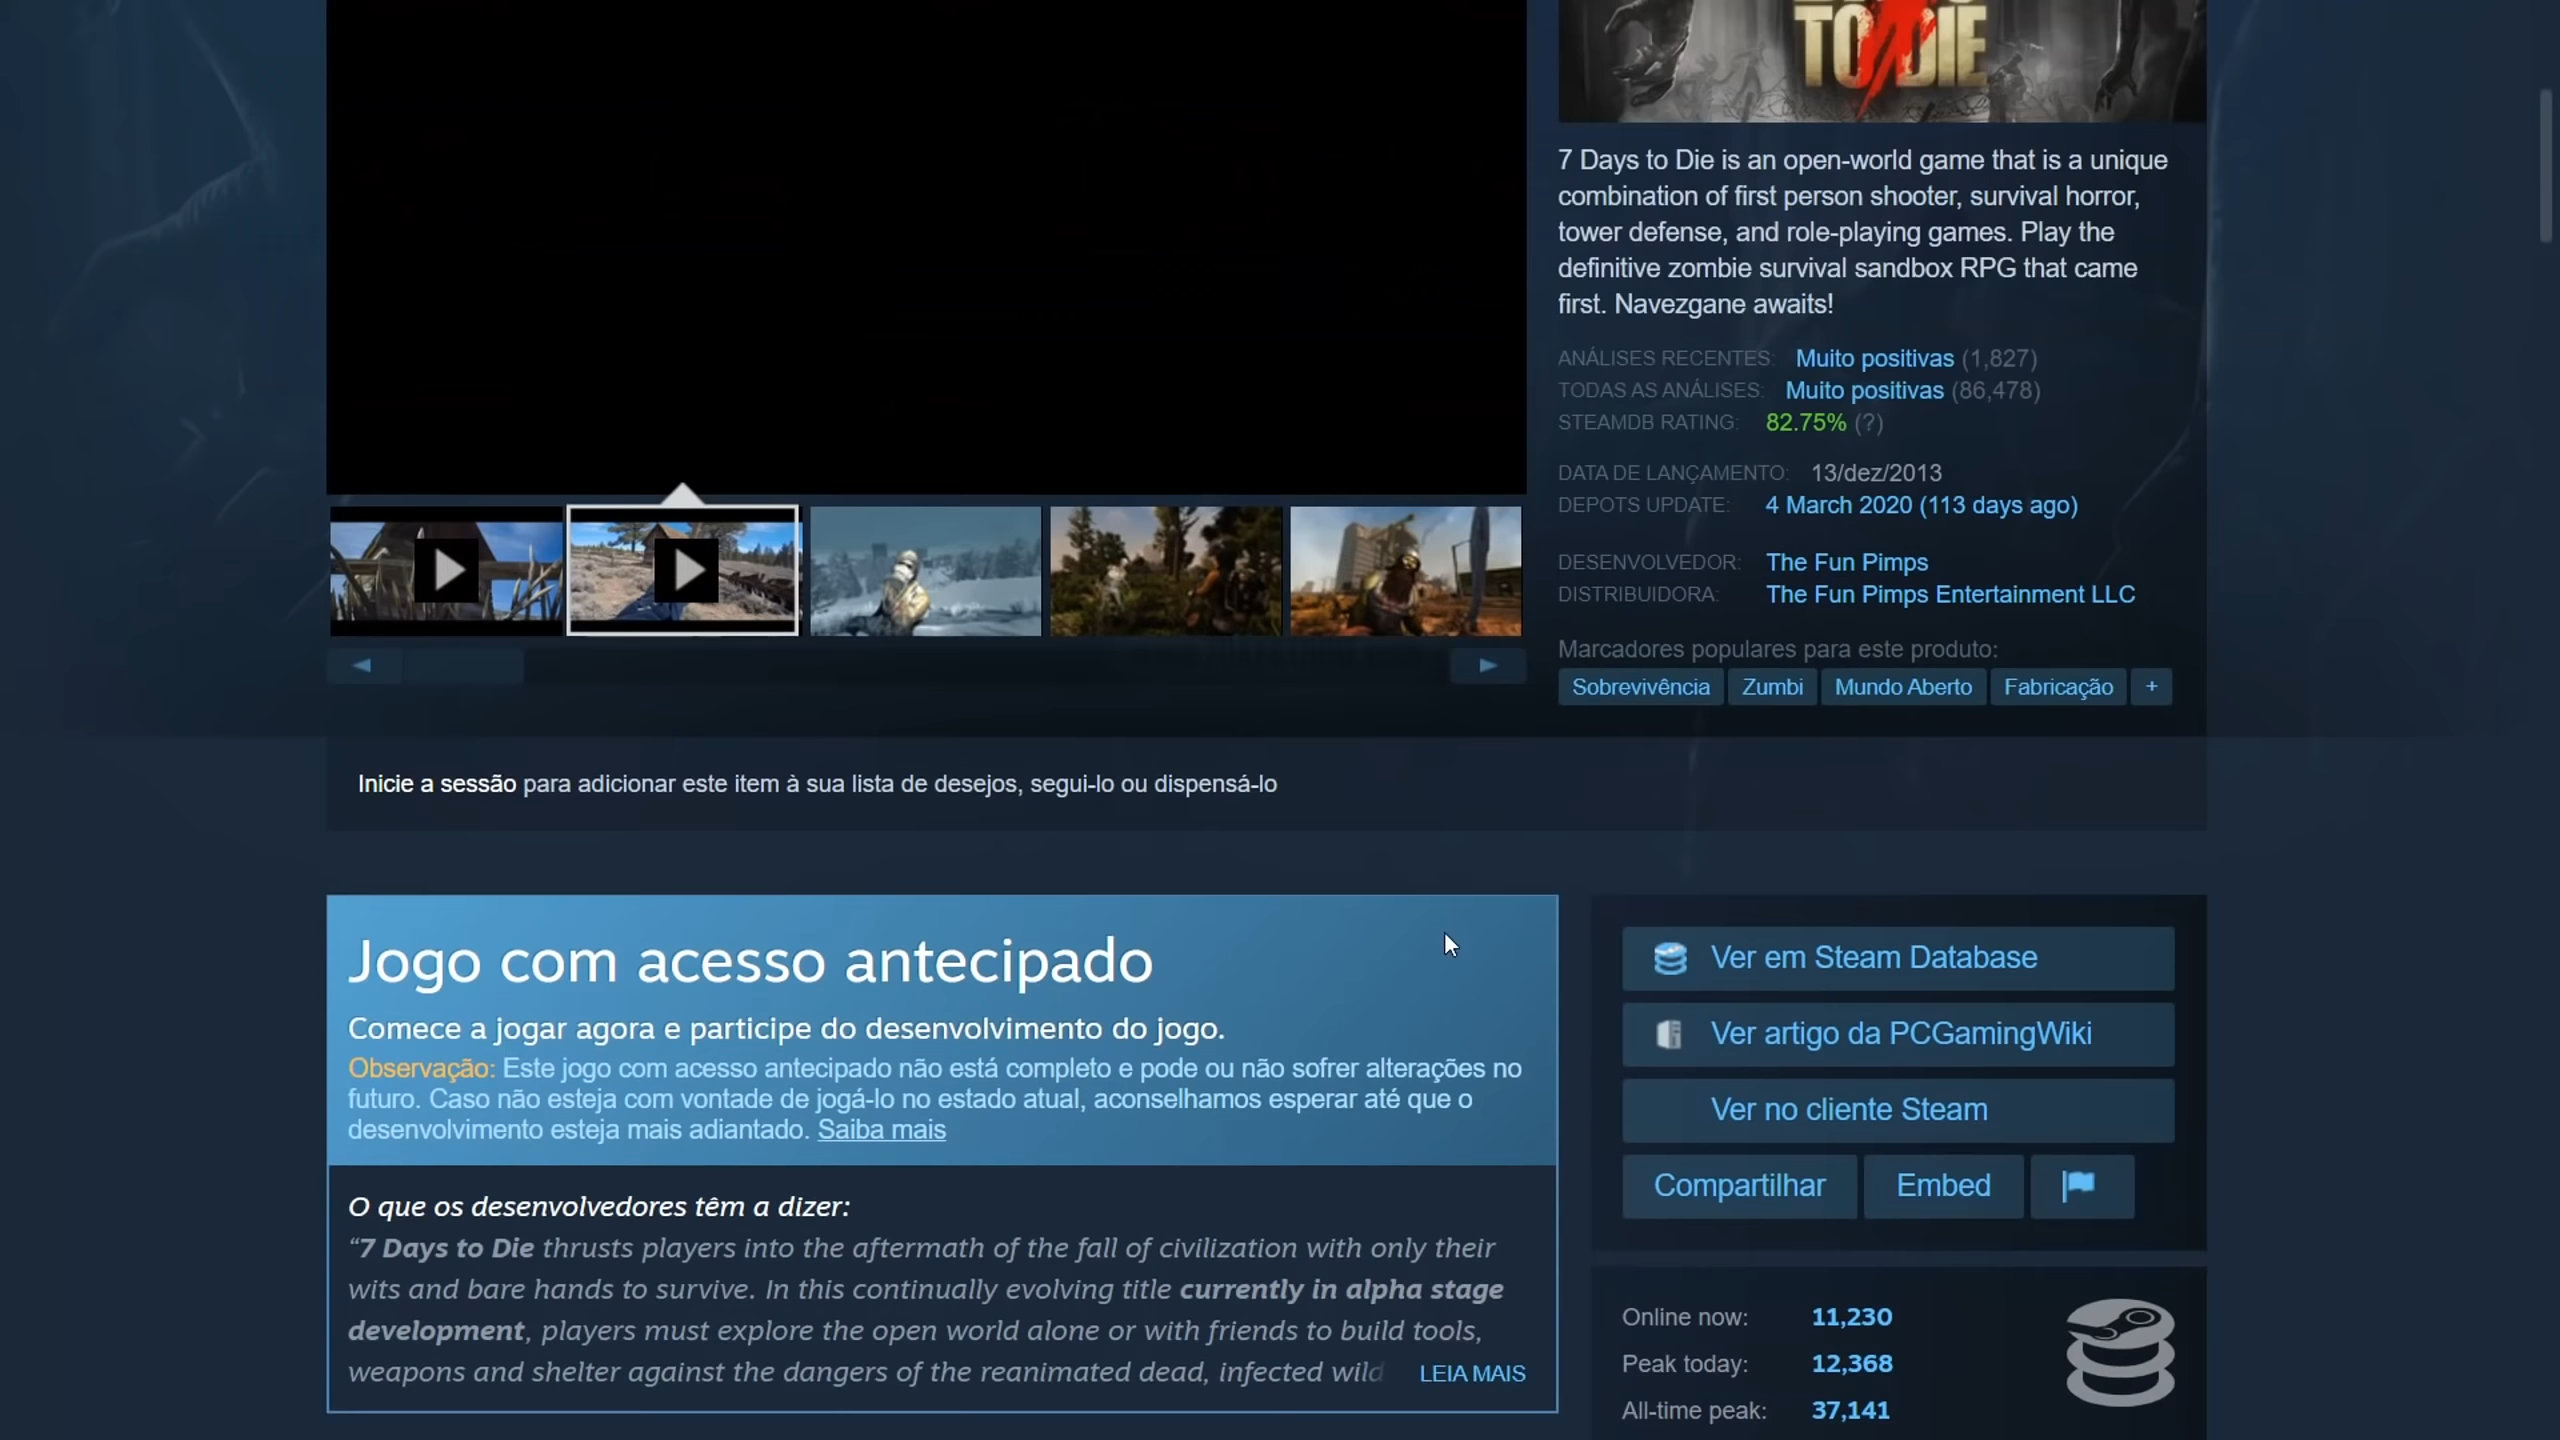 TO DIE
7 Days to Die is an open-world game that is a unique
combination of first person shooter, survival horror,
tower defense, and role-playing games. Play the
definitive zombie survival sandbox RPG that came
first. Navezgane awaits!
ANÁLISES RECENTES: Muito positivas (1,827)
TODAS AS ANÁLISES: Muito positivas (86,478)
STEAMDB RATING: 82.75% (?)
DATA DE LANÇAMENTO: 13/dez/2013
DEPOTS UPDATE: 4 March 2020 (113 days ago)
DESENVOLVEDOR: The Fun Pimps
DISTRIBUIDORA: The Fun Pimps Entertainment LLC
Marcadores populares para este produto:
Sobrevivência Zumbi Mundo Aberto Fabricação +
Inicie a sessão para adicionar este item à sua lista de desejos, segui-lo ou dispensá-lo
Jogo com acesso antecipado
Comece a jogar agora e participe do desenvolvimento do jogo.
Observação: Este jogo com acesso antecipado não está completo e pode ou não sofrer alterações no
futuro. Caso não esteja com vontade de jogá-lo no estado atual, aconselhamos esperar até que o
desenvolvimento esteja mais adiantado. Saiba mais
O que os desenvolvedores têm a dizer:
“7 Days to Die thrusts players into the aftermath of the fall of civilization with only their
wits and bare hands to survive. In this continually evolving title currently in alpha stage
development, players must explore the open world alone or with friends to build tools,
weapons and shelter against the dangers of the reanimated dead, infected wild
LEIA MAIS
Ver em Steam Database
Ver artigo da PCGamingWiki
Ver no cliente Steam
Compartilhar Embed
Online now: 11,230
Peak today: 12,368
All-time peak: 37,141